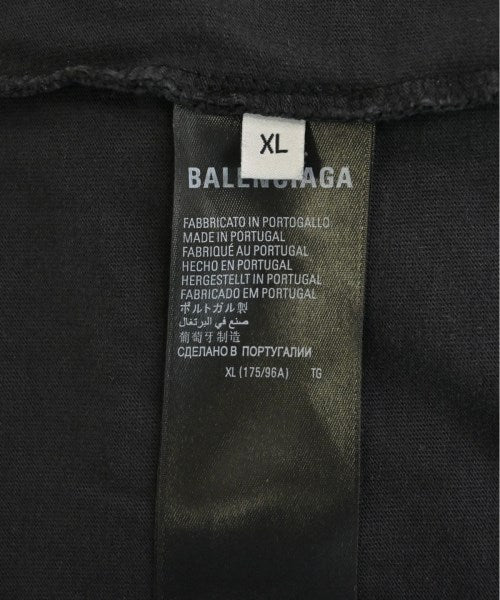 XL
BALENCIAGA
FABBRICATO IN PORTOGALLO
MADE IN PORTUGAL
FABRIQUÉ AU PORTUGAL
HECHO EN PORTUGAL
HERGESTELLT IN PORTUGAL
FABRICADO EM PORTUGAL
ポルトガル製
صنع في البرتغال
葡萄牙制造
СДЕЛАНО В ПОРТУГАЛИИ
XL (175/96A) TG